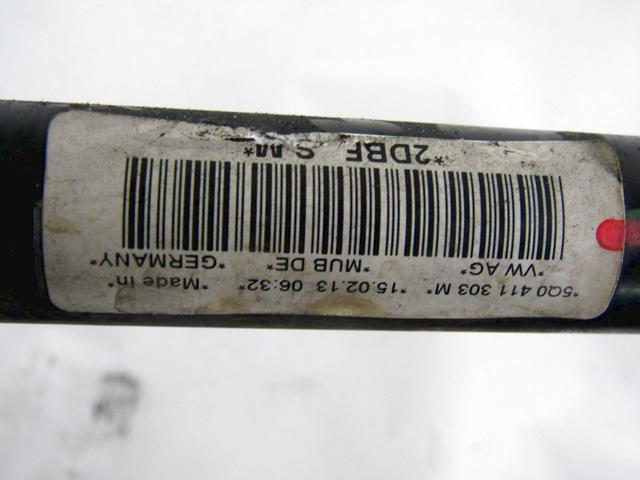 *5Q0 411 303 M* *15.02.13 06:32* *Made in*
*VW AG* *MUB DE* *GERMANY*
*2DBF S M*